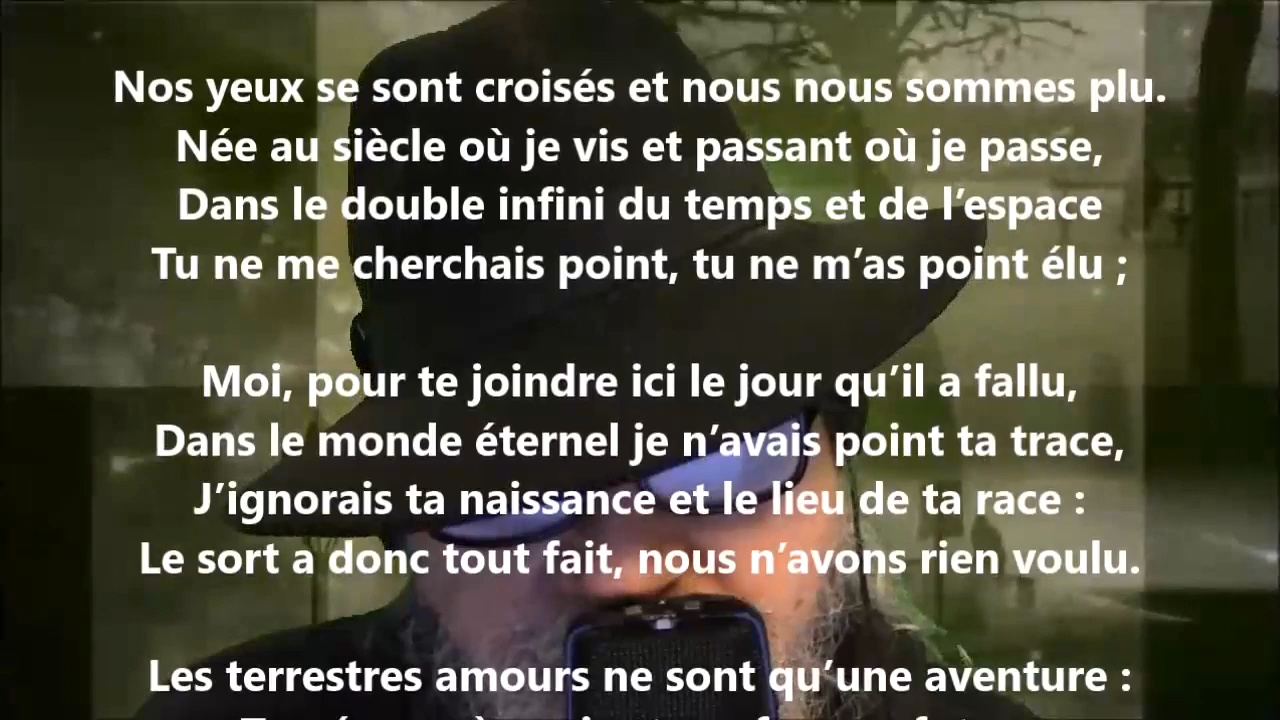 Nos yeux se sont croisés et nous nous sommes plu.
Née au siècle où je vis et passant où je passe,
Dans le double infini du temps et de l’espace
Tu ne me cherchais point, tu ne m’as point élu ;
Moi, pour te joindre ici le jour qu’il a fallu,
Dans le monde éternel je n’avais point ta trace,
J’ignorais ta naissance et le lieu de ta race :
Le sort a donc tout fait, nous n’avons rien voulu.
Les terrestres amours ne sont qu’une aventure :